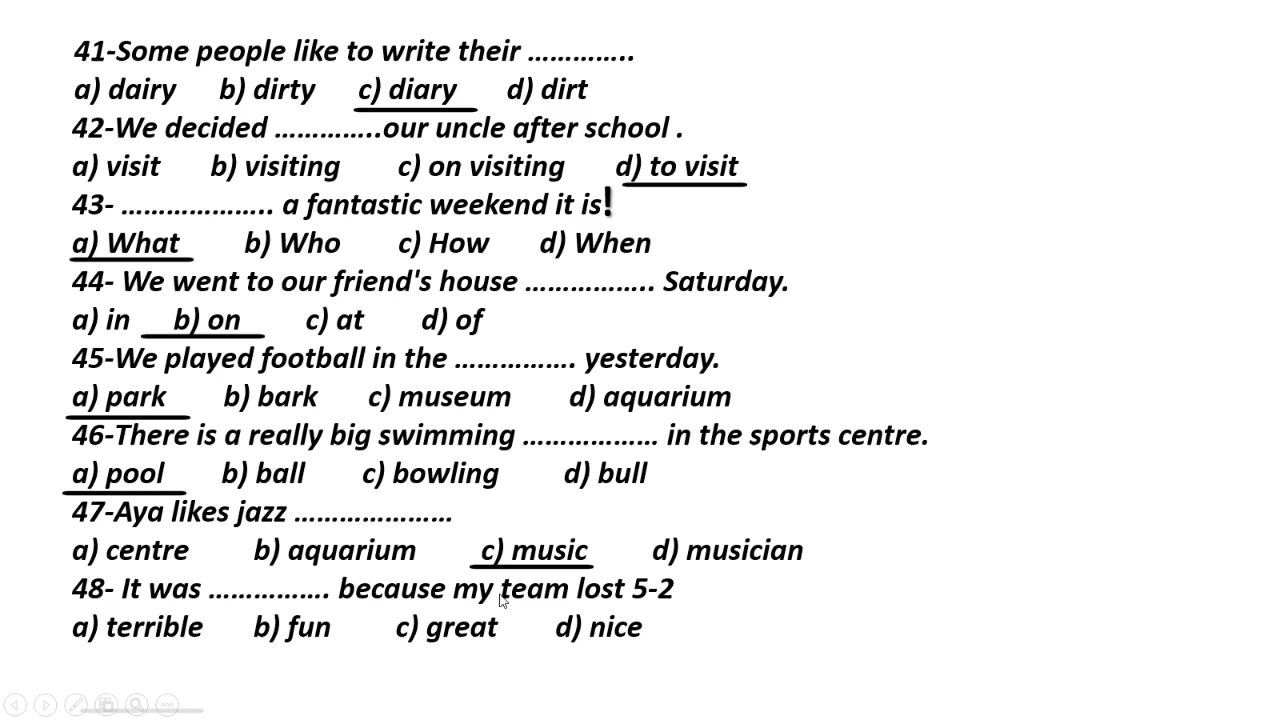 41-Some people like to write their …………..
a) dairy b) dirty c) diary d) dirt
42-We decided …………..our uncle after school .
a) visit b) visiting c) on visiting d) to visit
43- ……………….. a fantastic weekend it is!
a) What b) Who c) How d) When
44- We went to our friend's house …………….. Saturday.
a) in b) on c) at d) of
45-We played football in the ……………. yesterday.
a) park b) bark c) museum d) aquarium
46-There is a really big swimming ……………… in the sports centre.
a) pool b) ball c) bowling d) bull
47-Aya likes jazz …………………
a) centre b) aquarium c) music d) musician
48- It was ……………. because my team lost 5-2
a) terrible b) fun c) great d) nice